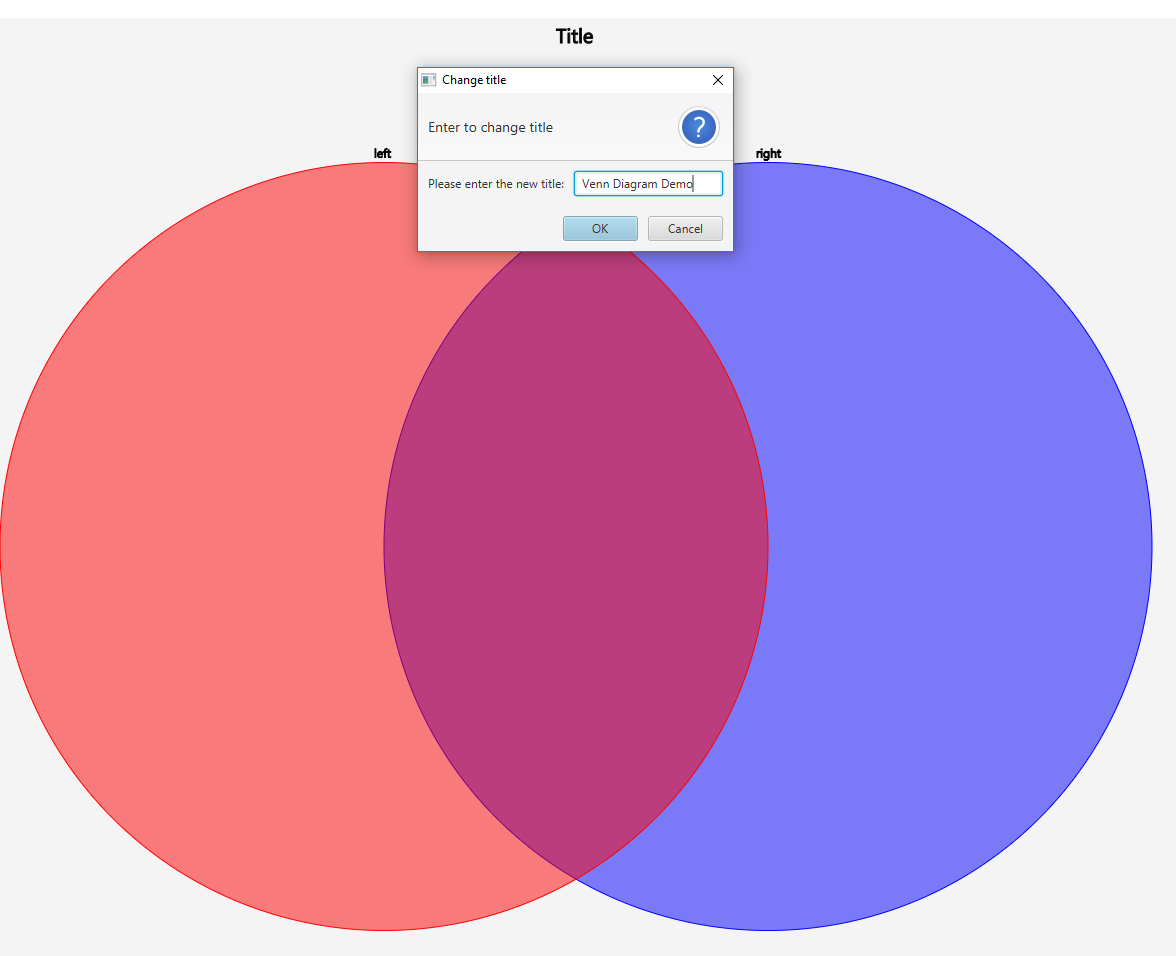 Title
Change title
Enter to change title
?
left
right
Please enter the new title: Venn Diagram Demo
OK Cancel